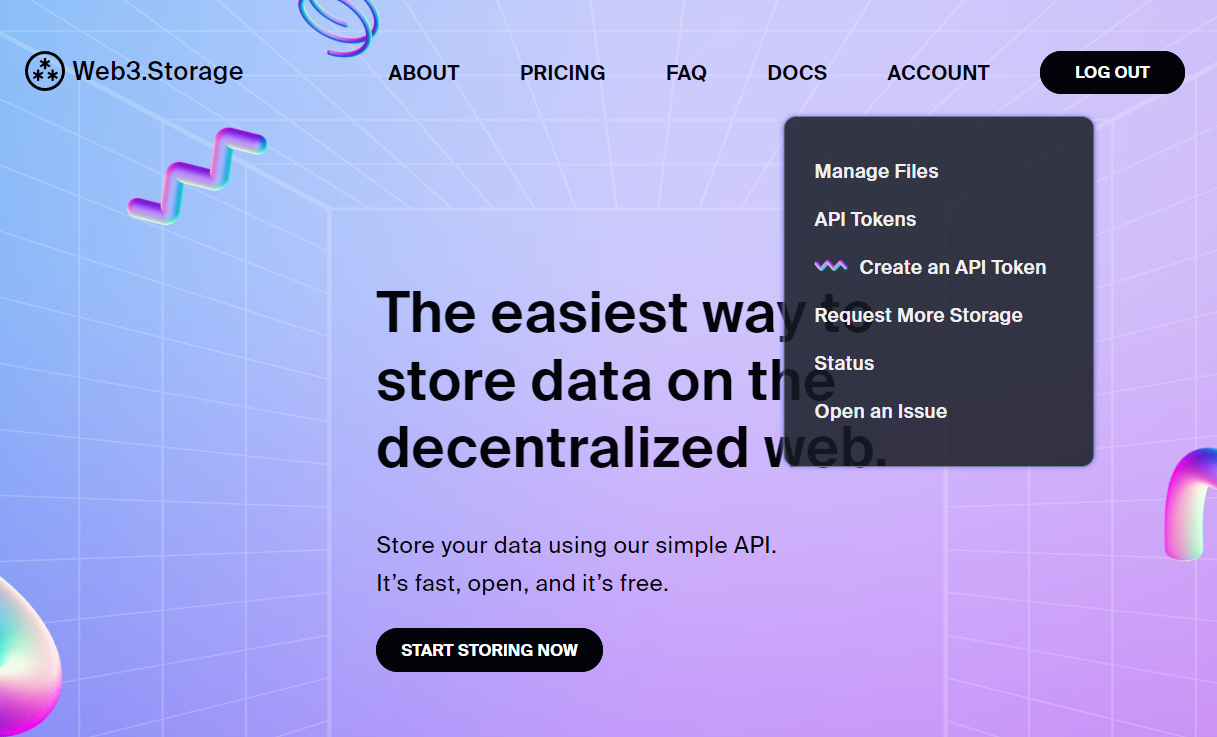 Web3.Storage
ABOUT
PRICING
FAQ
DOCS
ACCOUNT
LOG OUT
Manage Files
API Tokens
Create an API Token
Request More Storage
Status
Open an Issue
The easiest way to
store data on the
decentralized web.
Store your data using our simple API.
It’s fast, open, and it’s free.
START STORING NOW